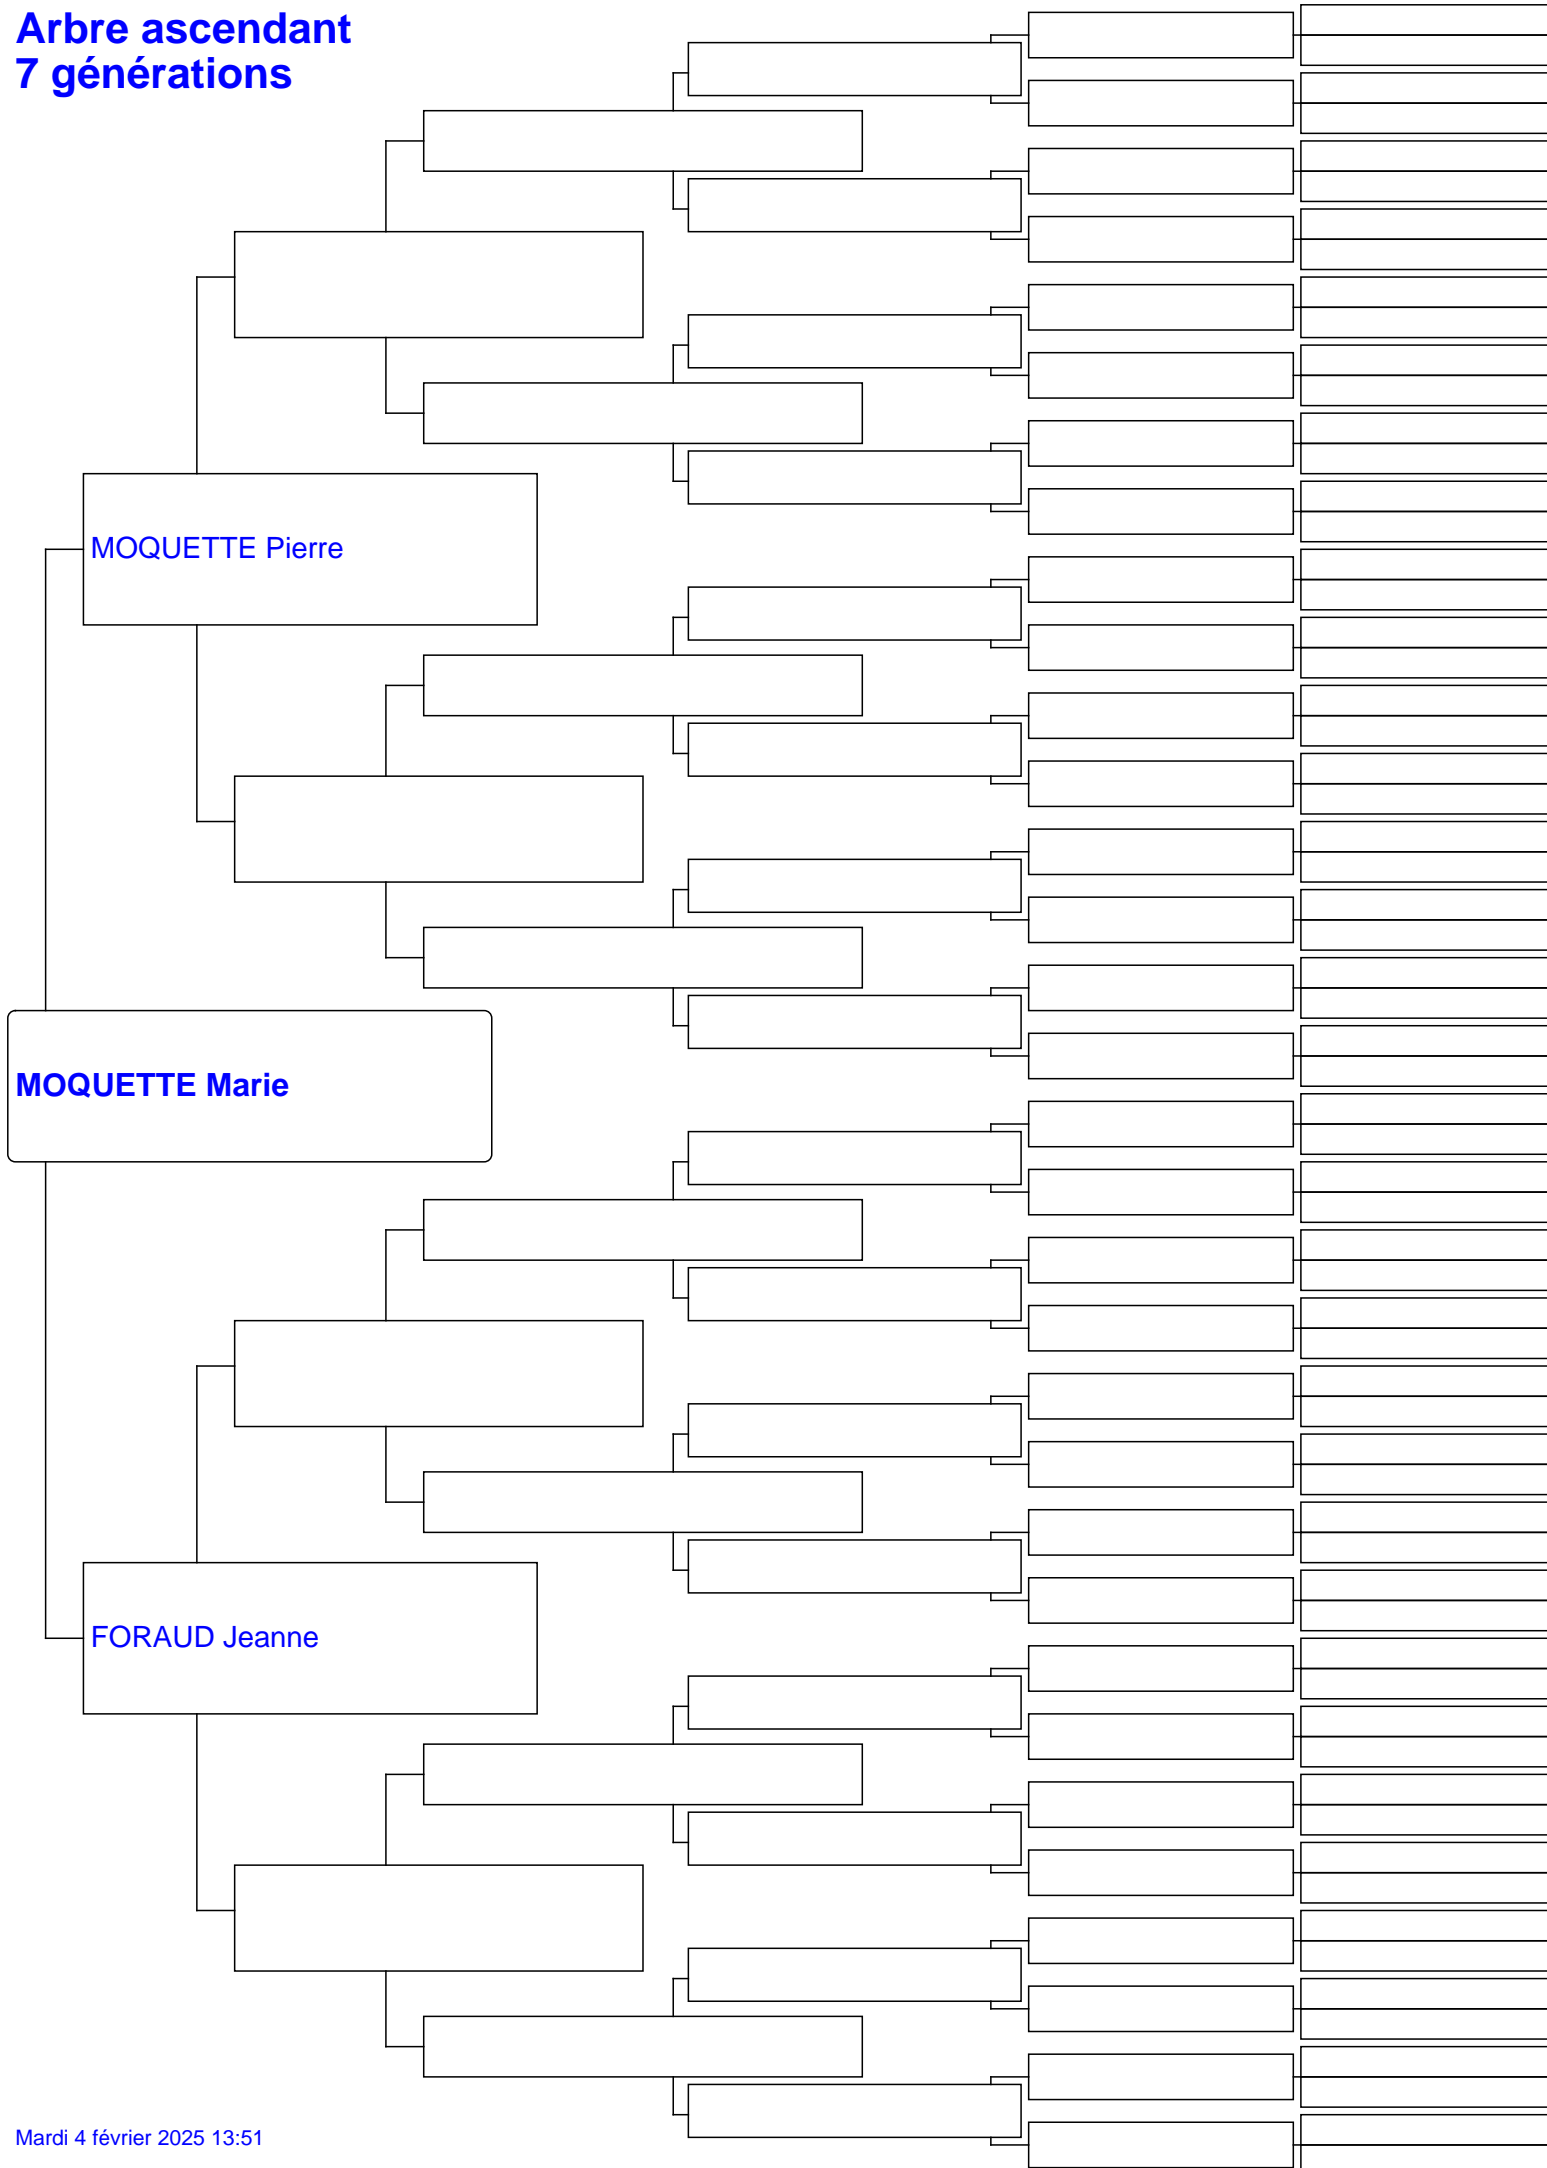 Arbre ascendant
7 générations
MOQUETTE Pierre
MOQUETTE Marie
FORAUD Jeanne
Mardi 4 février 2025 13:51